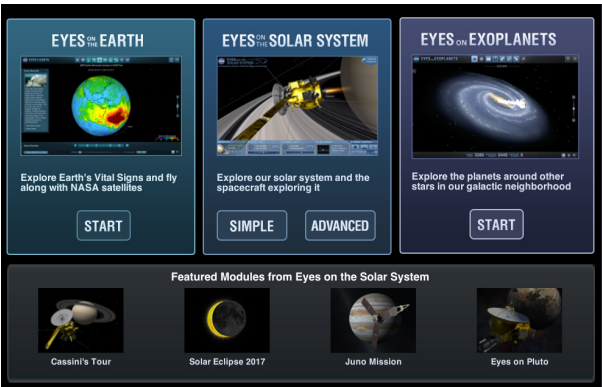 EYES ON THE EARTH
Explore Earth's Vital Signs and fly
along with NASA satellites
START
EYES ON THE SOLAR SYSTEM
Explore our solar system and the
spacecraft exploring it
SIMPLE
ADVANCED
EYES ON EXOPLANETS
EYES ON EXOPLANETS
Explore the planets around other
stars in our galactic neighborhood
START
Featured Modules from Eyes on the Solar System
Cassini's Tour
Solar Eclipse 2017
Juno Mission
Eyes on Pluto